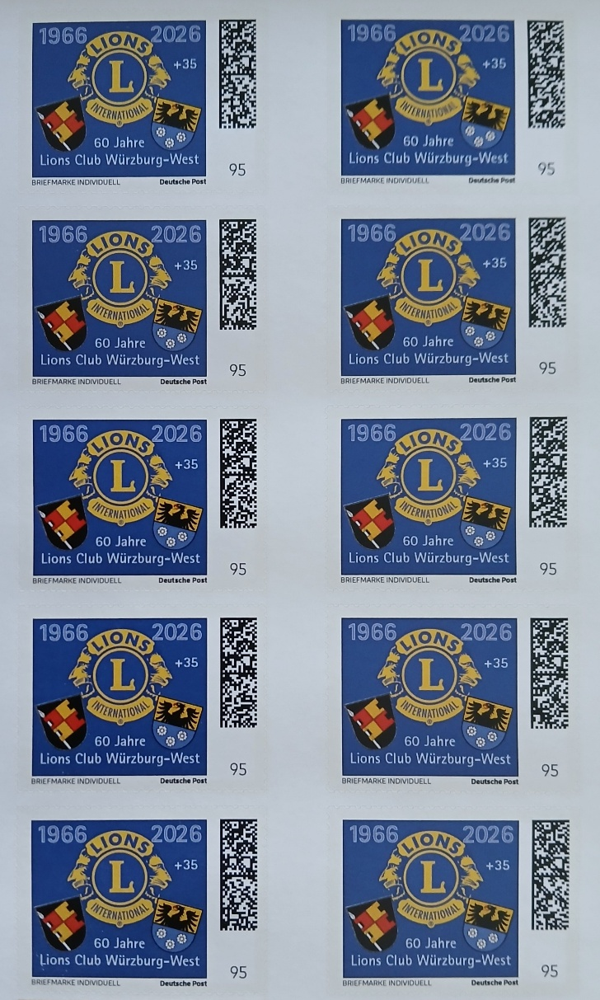 1966 2026
LIONS
L
+35
INTERNATIONAL
60 Jahre
Lions Club Würzburg-West
95
BRIEFMARKE INDIVIDUELL Deutsche Post
1966 2026
LIONS
L
+35
INTERNATIONAL
60 Jahre
Lions Club Würzburg-West
95
BRIEFMARKE INDIVIDUELL Deutsche Post
1966 2026
LIONS
L
+35
INTERNATIONAL
60 Jahre
Lions Club Würzburg-West
95
BRIEFMARKE INDIVIDUELL Deutsche Post
1966 2026
LIONS
L
+35
INTERNATIONAL
60 Jahre
Lions Club Würzburg-West
95
BRIEFMARKE INDIVIDUELL Deutsche Post
1966 2026
LIONS
L
+35
INTERNATIONAL
60 Jahre
Lions Club Würzburg-West
95
BRIEFMARKE INDIVIDUELL Deutsche Post
1966 2026
LIONS
L
+35
INTERNATIONAL
60 Jahre
Lions Club Würzburg-West
95
BRIEFMARKE INDIVIDUELL Deutsche Post
1966 2026
LIONS
L
+35
INTERNATIONAL
60 Jahre
Lions Club Würzburg-West
95
BRIEFMARKE INDIVIDUELL Deutsche Post
1966 2026
LIONS
L
+35
INTERNATIONAL
60 Jahre
Lions Club Würzburg-West
95
BRIEFMARKE INDIVIDUELL Deutsche Post
1966 2026
LIONS
L
+35
INTERNATIONAL
60 Jahre
Lions Club Würzburg-West
95
BRIEFMARKE INDIVIDUELL Deutsche Post
1966 2026
LIONS
L
+35
INTERNATIONAL
60 Jahre
Lions Club Würzburg-West
95
BRIEFMARKE INDIVIDUELL Deutsche Post